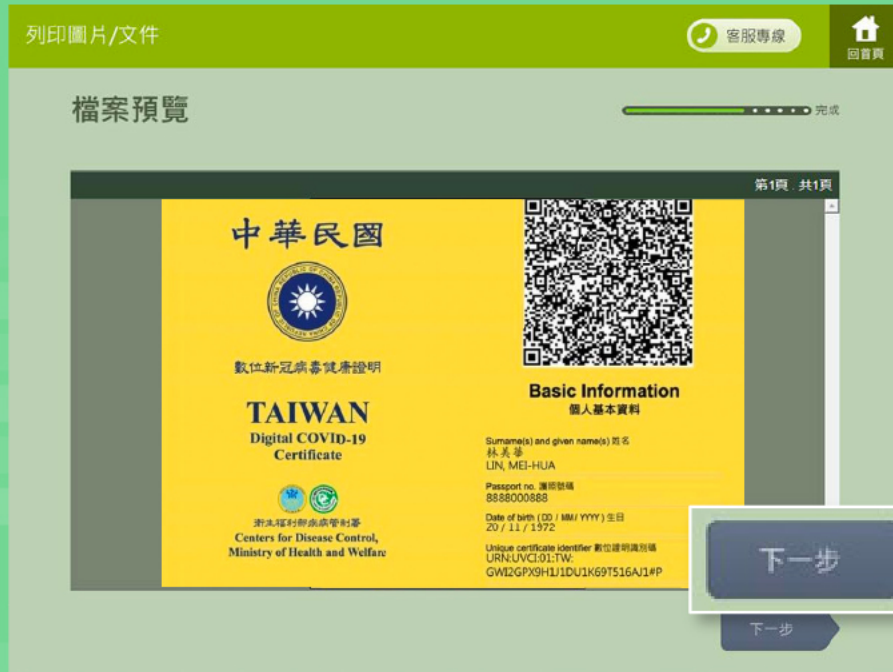 列印圖片/文件
客服專線
回首頁
檔案預覽
完成
第1頁．共1頁
中華民國
數位新冠病毒健康證明
TAIWAN
Digital COVID-19
Certificate
衛生福利部疾病管制署
Centers for Disease Control,
Ministry of Health and Welfare
Basic Information
個人基本資料
Surname(s) and given name(s) 姓名
林美華
LIN, MEI-HUA
Passport no. 護照號碼
8888000888
Date of birth ( DD / MM / YYYY ) 生日
20 / 11 / 1972
Unique certificate identifier 數位證明識別碼
URN:UVCI:01:TW:
GWI2GPX9H1J1DU1K69T516AJ1#P
下一步
下一步